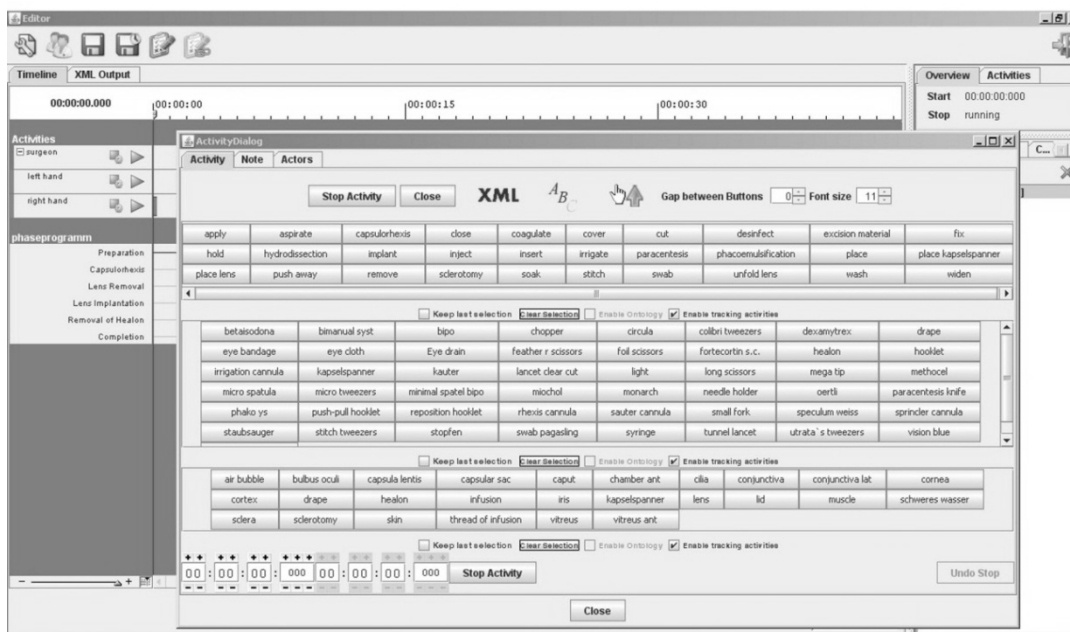 Editor
Timeline XML Output
Overview Activities
00:00:00.000 00:00:00 00:00:15 00:00:30
Start 00:00:00:000
Stop running
Activities
surgeon
left hand
right hand
phaseprogramm
Preparation
Capsulorhexis
Lens Removal
Lens Implantation
Removal of Healon
Completion
C...
ActivityDialog
Activity Note Actors
Stop Activity Close XML ABC Gap between Buttons 0 Font size 11
apply aspirate capsulorhexis close coagulate cover cut desinfect excision material fix
hold hydrodissection implant inject insert irrigate paracentesis phacoemulsification place place kapselspanner
place lens push away remove sclerotomy soak stitch swab unfold lens wash widen
Keep last selection Clear Selection Enable Ontology Enable tracking activities
betaisodona bimanual syst bipo chopper circula colibri tweezers dexamytrex drape
eye bandage eye cloth Eye drain feather r scissors foil scissors fortecortin s.c. healon hooklet
irrigation cannula kapselspanner kauter lancet clear cut light long scissors mega tip methocel
micro spatula micro tweezers minimal spatel bipo miochol monarch needle holder oertli paracentesis knife
phako ys push-pull hooklet reposition hooklet rhexis cannula sauter cannula small fork speculum weiss sprincler cannula
staubsauger stitch tweezers stopfen swab pagasling syringe tunnel lancet utrata`s tweezers vision blue
Keep last selection Clear Selection Enable Ontology Enable tracking activities
air bubble bulbus oculi capsula lentis capsular sac caput chamber ant cilia conjunctiva conjunctiva lat cornea
cortex drape healon infusion iris kapselspanner lens lid muscle schweres wasser
sclera sclerotomy skin thread of infusion vitreus vitreus ant
Keep last selection Clear Selection Enable Ontology Enable tracking activities
00 : 00 : 00 : 000 00 : 00 : 00 : 000 Stop Activity Undo Stop
Close